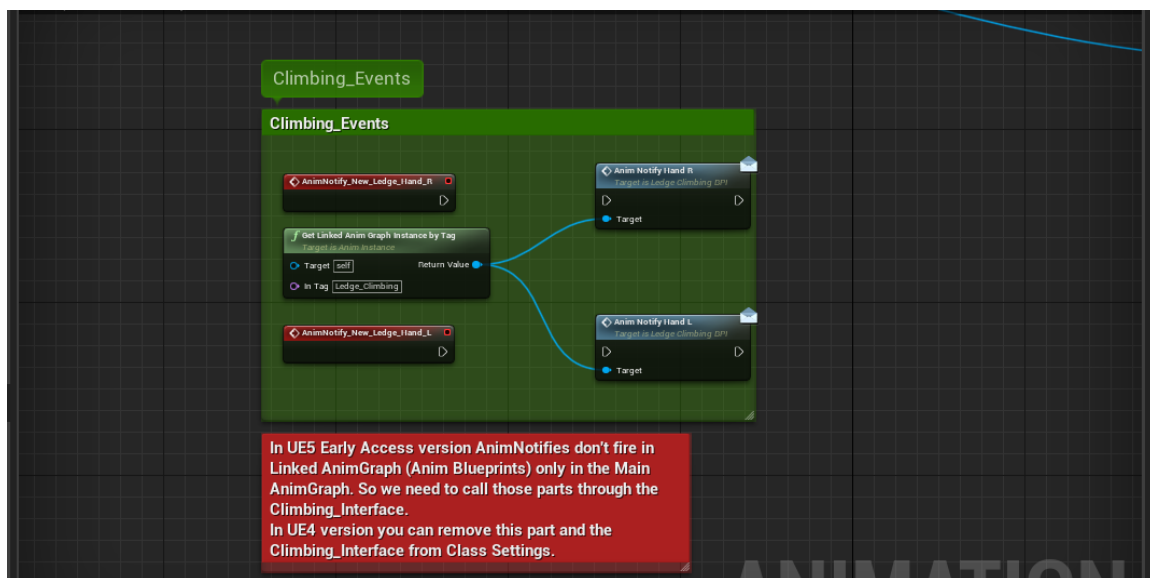 Climbing_Events
Climbing_Events
AnimNotify_New_Ledge_Hand_R
Anim Notify Hand R
Target is Ledge Climbing BPI
Target
f Get Linked Anim Graph Instance by Tag
Target is Anim Instance
Target self Return Value
In Tag Ledge_Climbing
AnimNotify_New_Ledge_Hand_L
Anim Notify Hand L
Target is Ledge Climbing BPI
Target
In UE5 Early Access version AnimNotifies don't fire in
Linked AnimGraph (Anim Blueprints) only in the Main
AnimGraph. So we need to call those parts through the
Climbing_Interface.
In UE4 version you can remove this part and the
Climbing_Interface from Class Settings.
ANIMATION